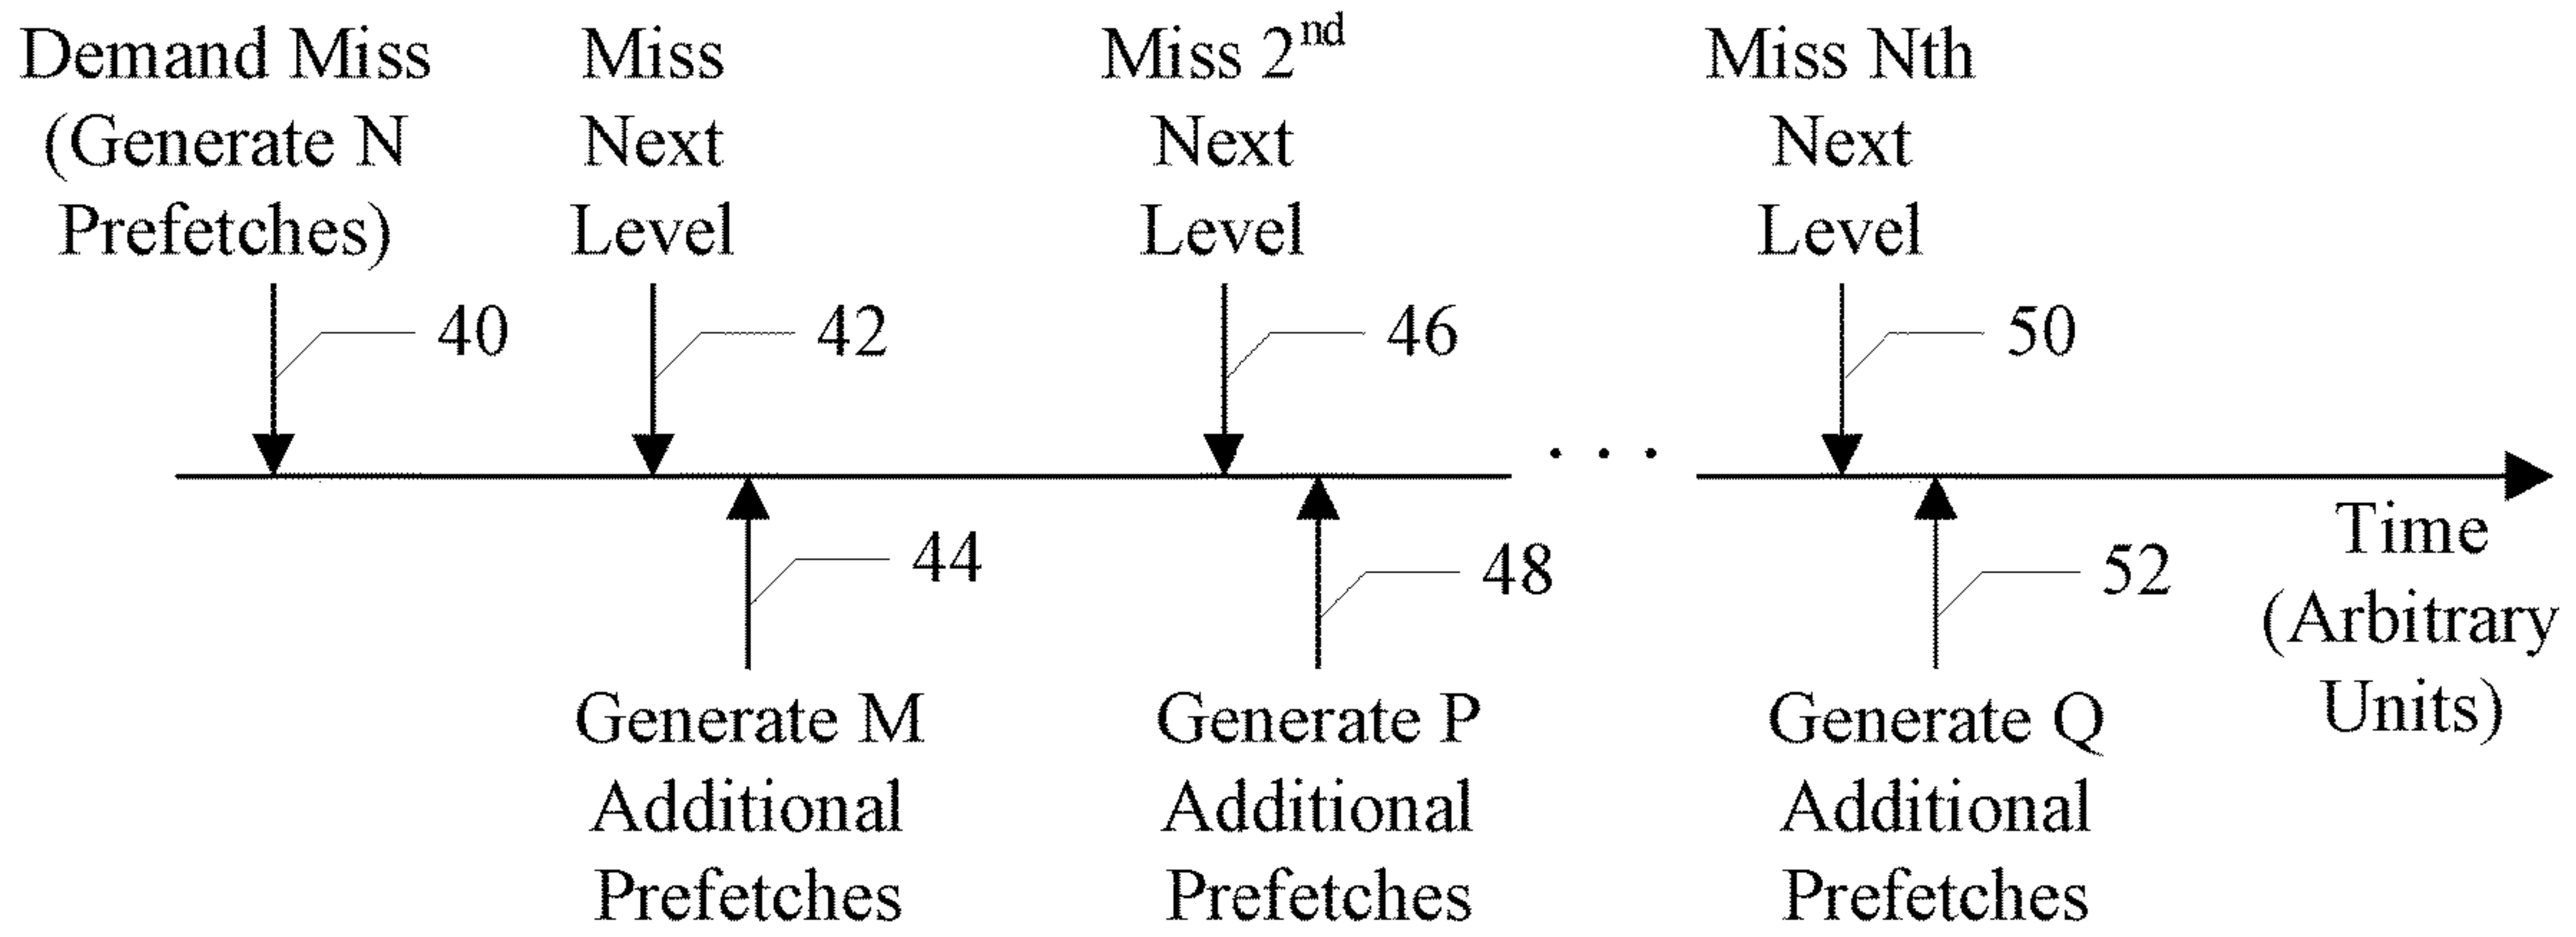 Demand Miss
(Generate N
Prefetches)
Miss
Next
Level
Miss 2nd
Next
Level
Miss Nth
Next
Level
40
42
46
50
. . .
44
48
52
Time
(Arbitrary
Units)
Generate M
Additional
Prefetches
Generate P
Additional
Prefetches
Generate Q
Additional
Prefetches